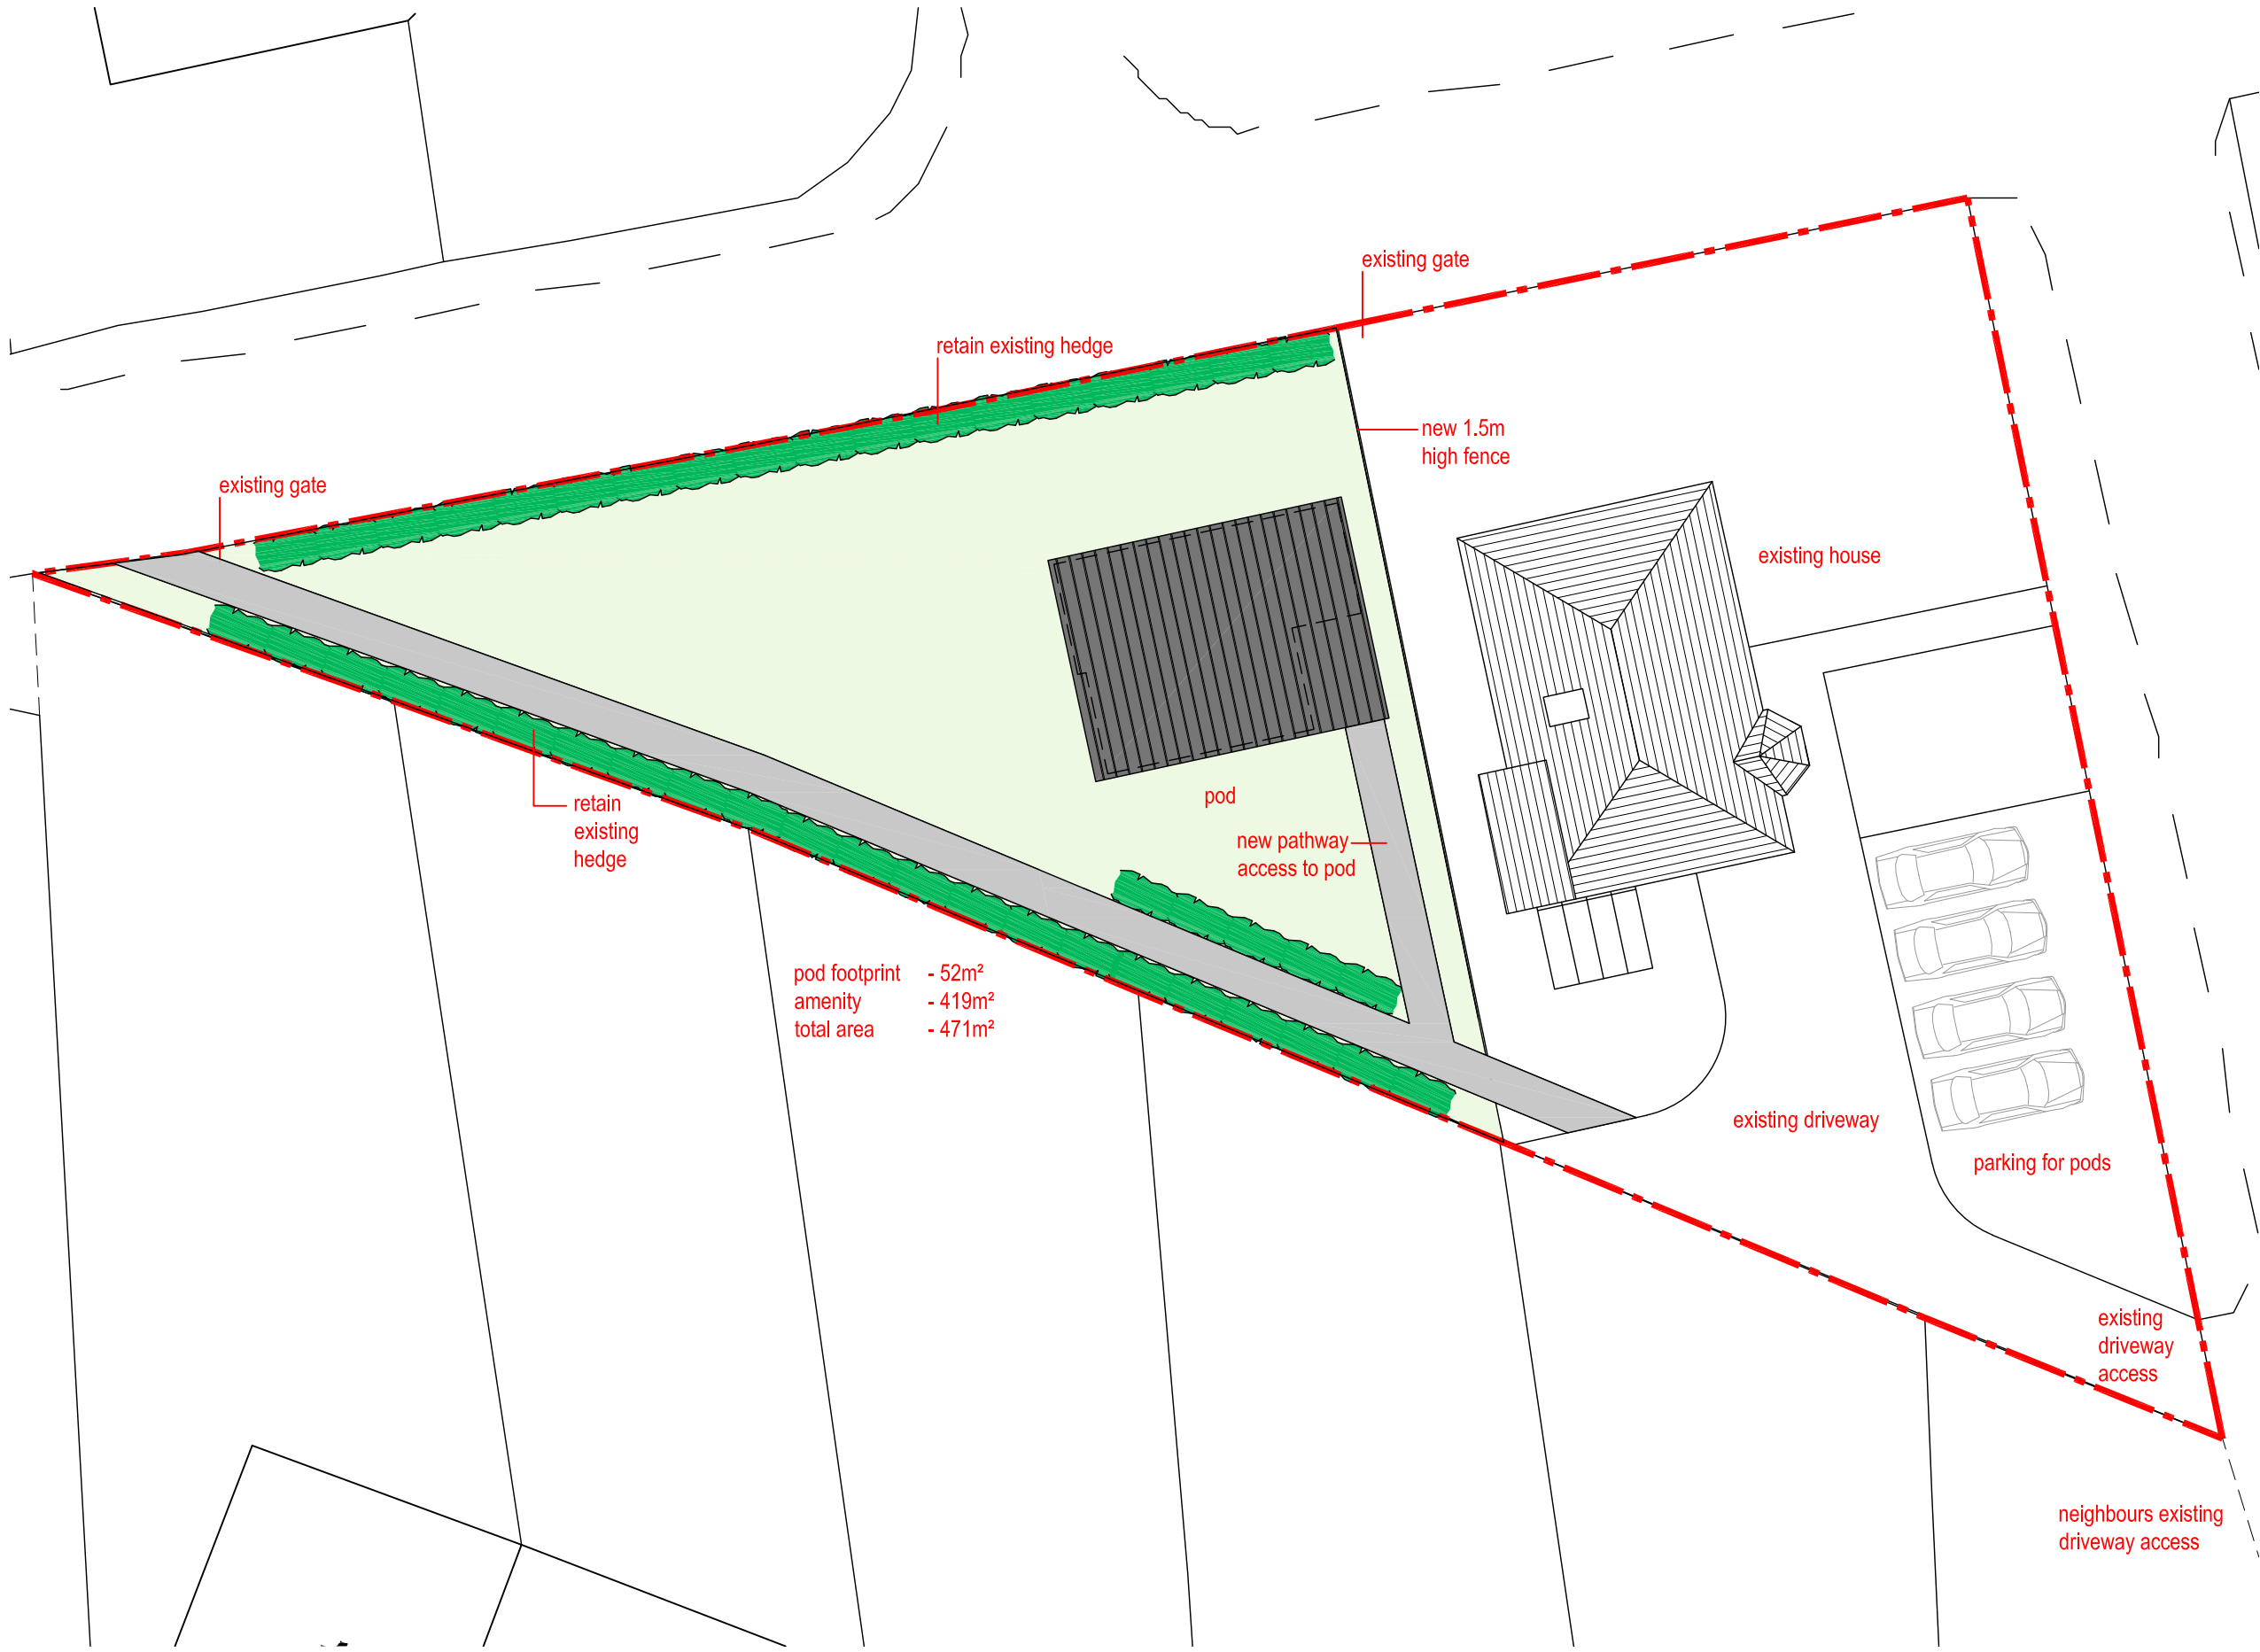 existing gate
retain existing hedge
new 1.5m
high fence
existing gate
existing house
pod
retain
existing
hedge
new pathway
access to pod
pod footprint - 52m²
amenity - 419m²
total area - 471m²
existing driveway
parking for pods
existing
driveway
access
neighbours existing
driveway access